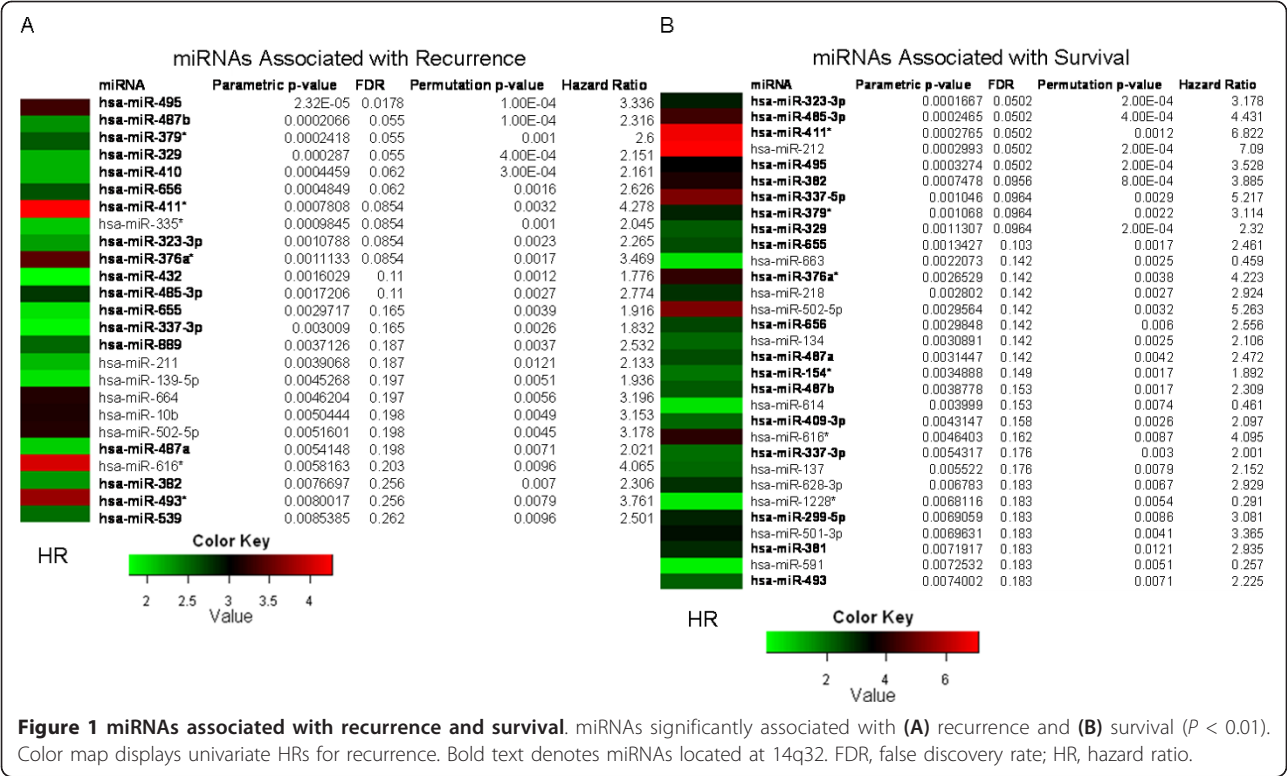 A
miRNAs Associated with Recurrence
miRNA Parametric p-value FDR Permutation p-value Hazard Ratio
hsa-miR-495 2.32E-05 0.0178 1.00E-04 3.336
hsa-miR-487b 0.0002066 0.055 1.00E-04 2.316
hsa-miR-379* 0.0002418 0.055 0.001 2.6
hsa-miR-329 0.000287 0.055 4.00E-04 2.151
hsa-miR-410 0.0004459 0.062 3.00E-04 2.161
hsa-miR-656 0.0004849 0.062 0.0016 2.626
hsa-miR-411* 0.0007808 0.0854 0.0032 4.278
hsa-miR-335* 0.0009845 0.0854 0.001 2.045
hsa-miR-323-3p 0.0010788 0.0854 0.0023 2.265
hsa-miR-376a* 0.0011133 0.0854 0.0017 3.469
hsa-miR-432 0.0016029 0.11 0.0012 1.776
hsa-miR-485-3p 0.0017206 0.11 0.0027 2.774
hsa-miR-655 0.0029717 0.165 0.0039 1.916
hsa-miR-337-3p 0.003009 0.165 0.0026 1.832
hsa-miR-889 0.0037126 0.187 0.0037 2.532
hsa-miR-211 0.0039068 0.187 0.0121 2.133
hsa-miR-139-5p 0.0045268 0.197 0.0051 1.936
hsa-miR-664 0.0046204 0.197 0.0056 3.196
hsa-miR-10b 0.0050444 0.198 0.0049 3.153
hsa-miR-502-5p 0.0051601 0.198 0.0045 3.178
hsa-miR-487a 0.0054148 0.198 0.0071 2.021
hsa-miR-616* 0.0058163 0.203 0.0096 4.065
hsa-miR-382 0.0076697 0.256 0.007 2.306
hsa-miR-493* 0.0080017 0.256 0.0079 3.761
hsa-miR-539 0.0085385 0.262 0.0096 2.501
HR
Color Key
2 2.5 3 3.5 4
Value
B
miRNAs Associated with Survival
miRNA Parametric p-value FDR Permutation p-value Hazard Ratio
hsa-miR-323-3p 0.0001667 0.0502 2.00E-04 3.178
hsa-miR-485-3p 0.0002465 0.0502 4.00E-04 4.431
hsa-miR-411* 0.0002765 0.0502 0.0012 6.822
hsa-miR-212 0.0002993 0.0502 2.00E-04 7.09
hsa-miR-495 0.0003274 0.0502 2.00E-04 3.528
hsa-miR-382 0.0007478 0.0956 8.00E-04 3.885
hsa-miR-337-5p 0.001046 0.0964 0.0029 5.217
hsa-miR-379* 0.001068 0.0964 0.0022 3.114
hsa-miR-329 0.0011307 0.0964 2.00E-04 2.32
hsa-miR-655 0.0013427 0.103 0.0017 2.461
hsa-miR-663 0.0022073 0.142 0.0025 0.459
hsa-miR-376a* 0.0026529 0.142 0.0038 4.223
hsa-miR-218 0.002802 0.142 0.0027 2.924
hsa-miR-502-5p 0.0029564 0.142 0.0032 5.263
hsa-miR-656 0.0029848 0.142 0.006 2.556
hsa-miR-134 0.0030891 0.142 0.0025 2.106
hsa-miR-487a 0.0031447 0.142 0.0042 2.472
hsa-miR-154* 0.0034888 0.149 0.0017 1.892
hsa-miR-487b 0.0038778 0.153 0.0017 2.309
hsa-miR-614 0.003999 0.153 0.0074 0.461
hsa-miR-409-3p 0.0043147 0.158 0.0026 2.097
hsa-miR-616* 0.0046403 0.162 0.0087 4.095
hsa-miR-337-3p 0.0054317 0.176 0.003 2.001
hsa-miR-137 0.005522 0.176 0.0079 2.152
hsa-miR-628-3p 0.006783 0.183 0.0067 2.929
hsa-miR-1228* 0.0068116 0.183 0.0054 0.291
hsa-miR-299-5p 0.0069059 0.183 0.0086 3.081
hsa-miR-501-3p 0.0069631 0.183 0.0041 3.365
hsa-miR-381 0.0071917 0.183 0.0121 2.935
hsa-miR-591 0.0072532 0.183 0.0051 0.257
hsa-miR-493 0.0074002 0.183 0.0071 2.225
HR
Color Key
2 4 6
Value
Figure 1 miRNAs associated with recurrence and survival. miRNAs significantly associated with (A) recurrence and (B) survival (P < 0.01).
Color map displays univariate HRs for recurrence. Bold text denotes miRNAs located at 14q32. FDR, false discovery rate; HR, hazard ratio.